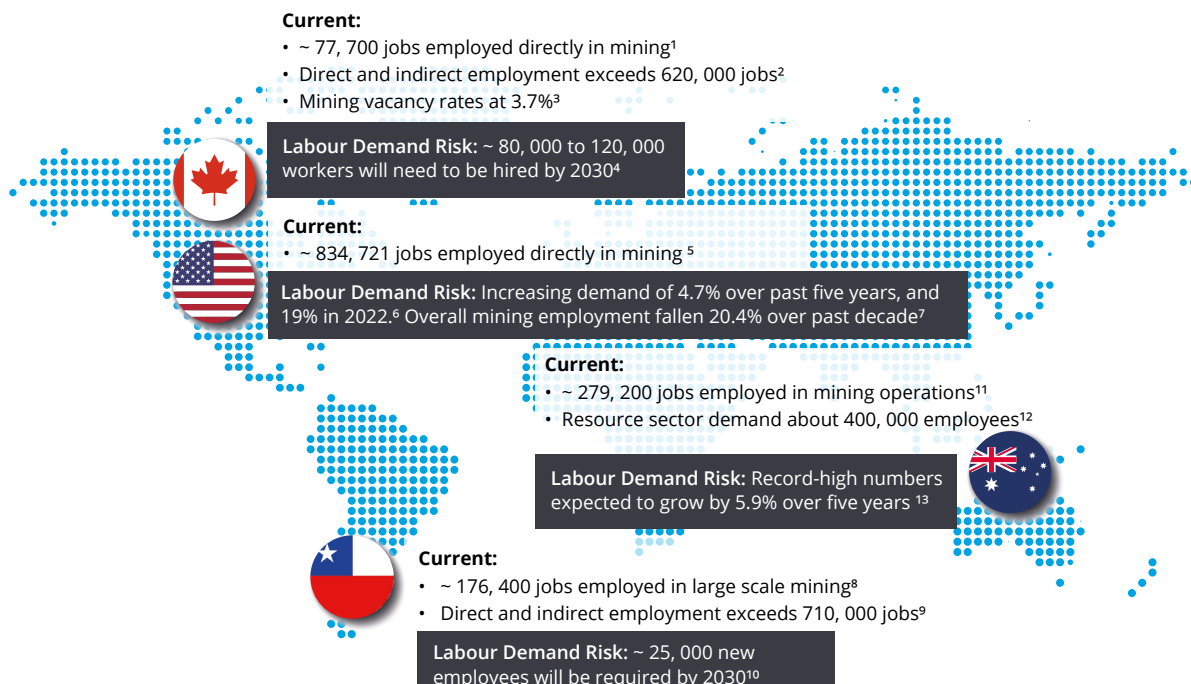 Current:
• ~ 77, 700 jobs employed directly in mining¹
• Direct and indirect employment exceeds 620, 000 jobs²
• Mining vacancy rates at 3.7%³
Labour Demand Risk: ~ 80, 000 to 120, 000
workers will need to be hired by 2030⁴
Current:
• ~ 834, 721 jobs employed directly in mining ⁵
Labour Demand Risk: Increasing demand of 4.7% over past five years, and
19% in 2022.⁶ Overall mining employment fallen 20.4% over past decade⁷
Current:
• ~ 279, 200 jobs employed in mining operations¹¹
• Resource sector demand about 400, 000 employees¹²
Labour Demand Risk: Record-high numbers
expected to grow by 5.9% over five years ¹³
Current:
• ~ 176, 400 jobs employed in large scale mining⁸
• Direct and indirect employment exceeds 710, 000 jobs⁹
Labour Demand Risk: ~ 25, 000 new
employees will be required by 2030¹⁰